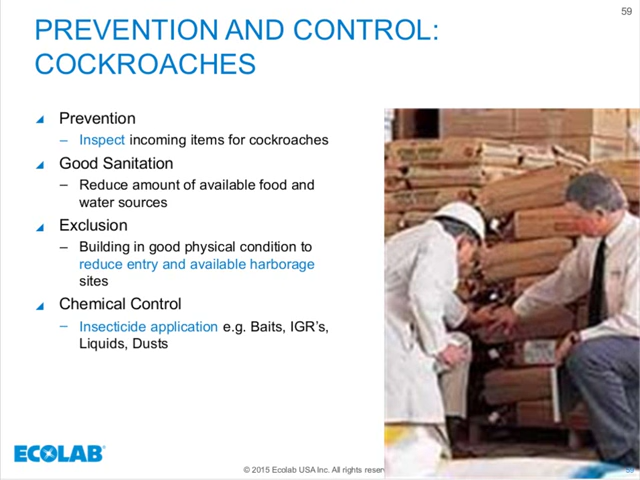 59
PREVENTION AND CONTROL:
COCKROACHES
Prevention
– Inspect incoming items for cockroaches
Good Sanitation
– Reduce amount of available food and
water sources
Exclusion
– Building in good physical condition to
reduce entry and available harborage
sites
Chemical Control
– Insecticide application e.g. Baits, IGR's,
Liquids, Dusts
ECOLAB®
© 2015 Ecolab USA Inc. All rights reser
59